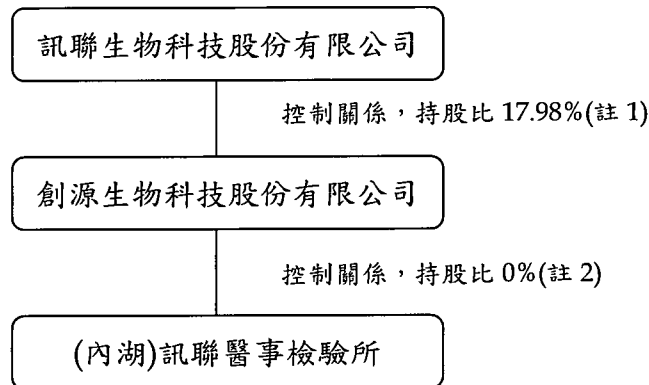 訊聯生物科技股份有限公司
控制關係，持股比 17.98%(註 1)
創源生物科技股份有限公司
控制關係，持股比 0%(註 2)
(內湖)訊聯醫事檢驗所